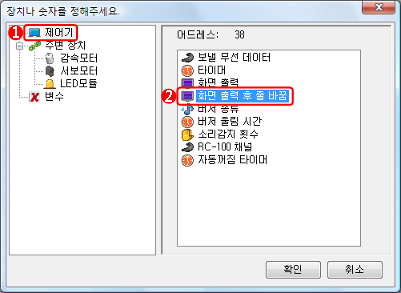 장치나 숫자를 정해주세요.
1 제어기
주변 장치
감속모터
서보모터
LED모듈
변수
어드레스: 38
보낼 무선 데이터
타이머
화면 출력
2 화면 출력 후 줄 바꿈
버저 종류
버저 울림 시간
소리감지 횟수
RC-100 채널
자동꺼짐 타이머
확인
취소